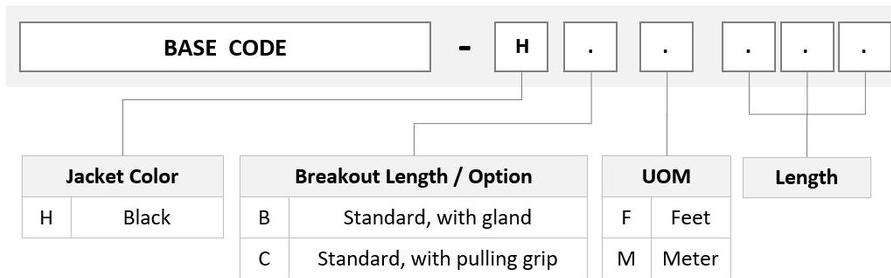 BASE CODE - H . . . . .
Jacket Color Breakout Length / Option UOM Length
H Black B Standard, with gland F Feet
C Standard, with pulling grip M Meter